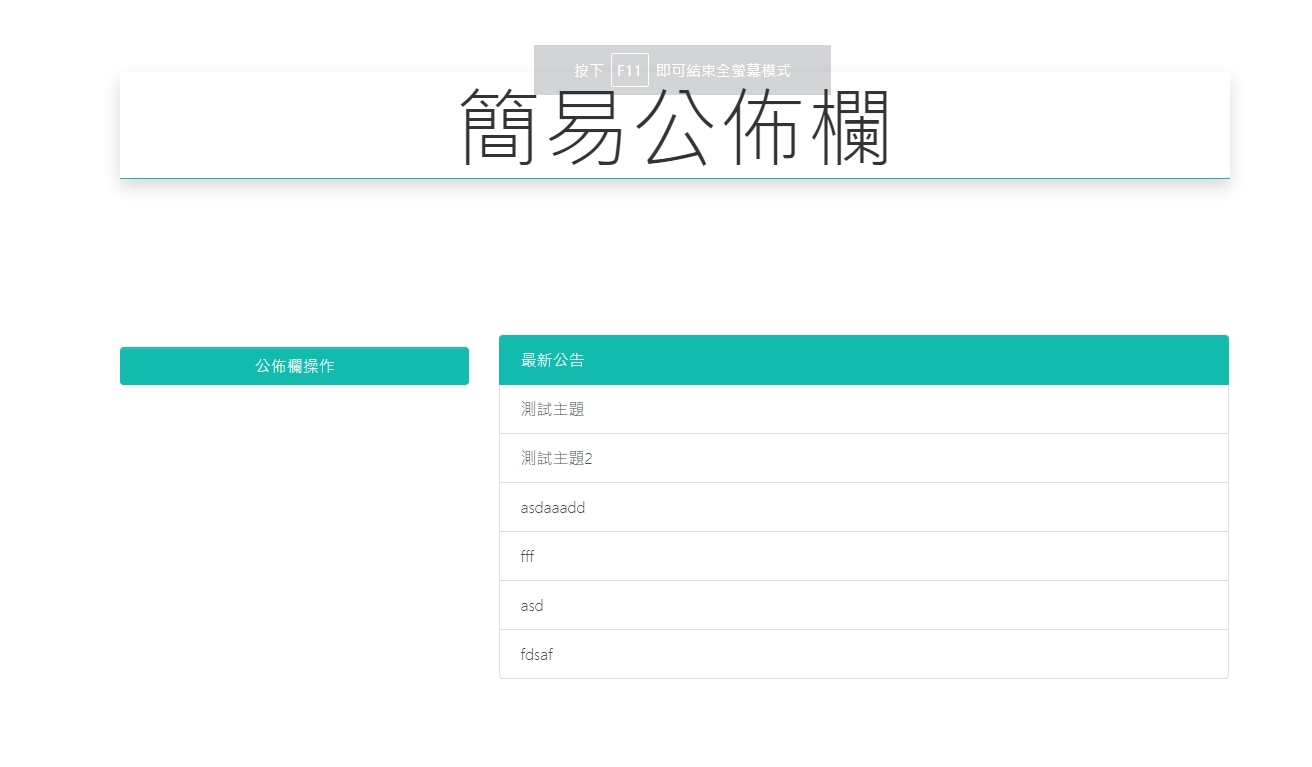 按下 F11 即可結束全螢幕模式
簡易公佈欄
公佈欄操作
最新公告
測試主題
測試主題2
asdaaadd
fff
asd
fdsaf